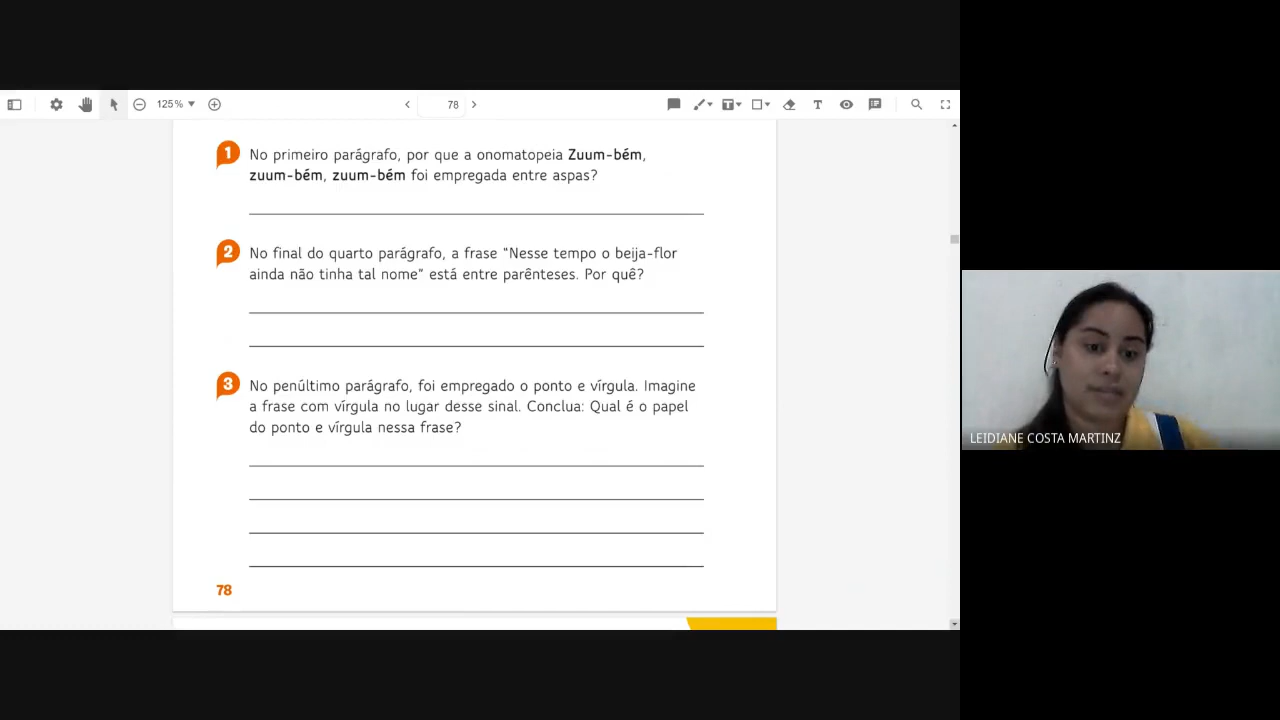 125%
78
1
No primeiro parágrafo, por que a onomatopeia Zuum-bém,
zuum-bém, zuum-bém foi empregada entre aspas?
2
No final do quarto parágrafo, a frase “Nesse tempo o beija-flor
ainda não tinha tal nome” está entre parênteses. Por quê?
3
No penúltimo parágrafo, foi empregado o ponto e vírgula. Imagine
a frase com vírgula no lugar desse sinal. Conclua: Qual é o papel
do ponto e vírgula nessa frase?
78
LEIDIANE COSTA MARTINZ